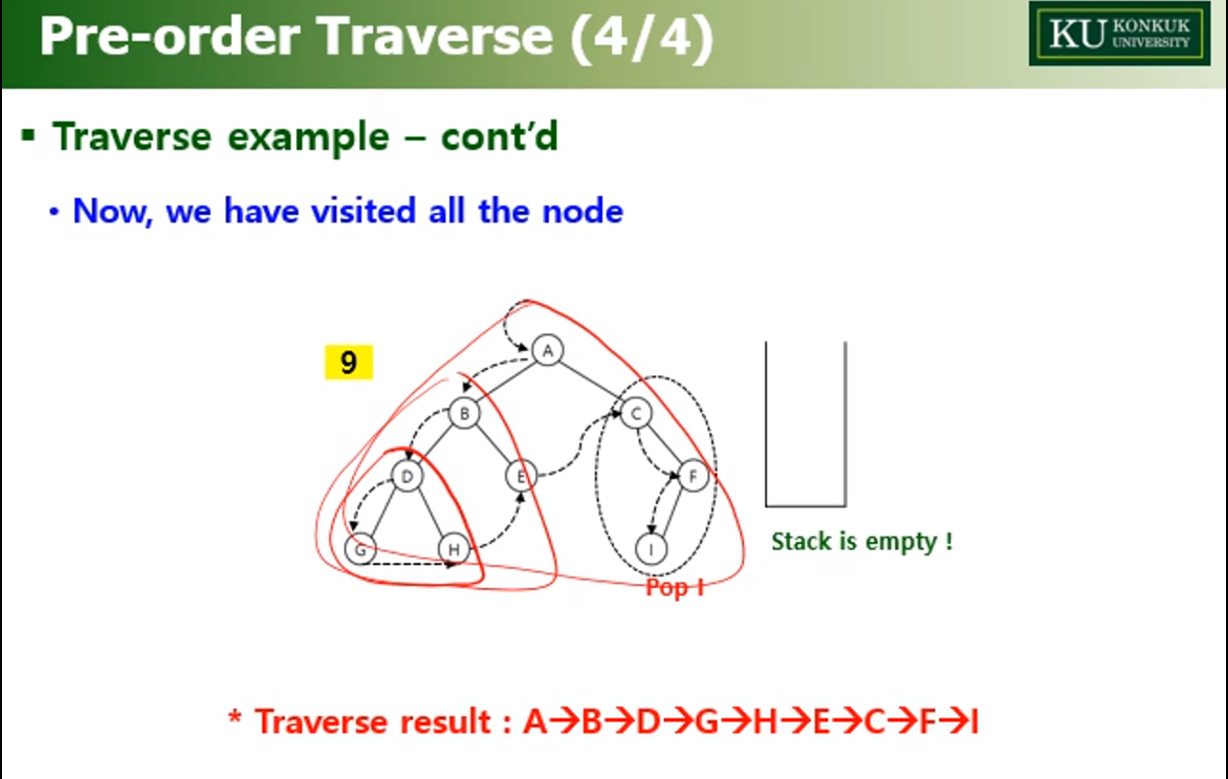 Pre-order Traverse (4/4)
KU KONKUK UNIVERSITY
▪ Traverse example – cont’d
• Now, we have visited all the node
9
A
B
C
D
E
F
G
H
I
Pop I
Stack is empty !
* Traverse result : A→B→D→G→H→E→C→F→I